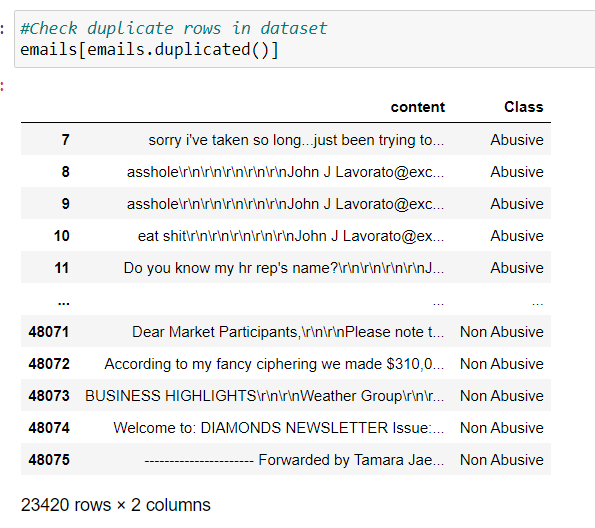 #Check duplicate rows in dataset
emails[emails.duplicated()]
content Class
7 sorry i've taken so long...just been trying to... Abusive
8 asshole\r\n\r\n\r\n\r\n\r\nJohn J Lavorato@exc... Abusive
9 asshole\r\n\r\n\r\n\r\n\r\nJohn J Lavorato@exc... Abusive
10 eat shit\r\n\r\n\r\n\r\n\r\nJohn J Lavorato@ex... Abusive
11 Do you know my hr rep's name?\r\n\r\n\r\n\r\nJ... Abusive
... ... ...
48071 Dear Market Participants,\r\n\r\nPlease note t... Non Abusive
48072 According to my fancy ciphering we made $310,0... Non Abusive
48073 BUSINESS HIGHLIGHTS\r\n\r\nWeather Group\r\n\r... Non Abusive
48074 Welcome to: DIAMONDS NEWSLETTER Issue:... Non Abusive
48075 ---------------------- Forwarded by Tamara Jae... Non Abusive
23420 rows × 2 columns